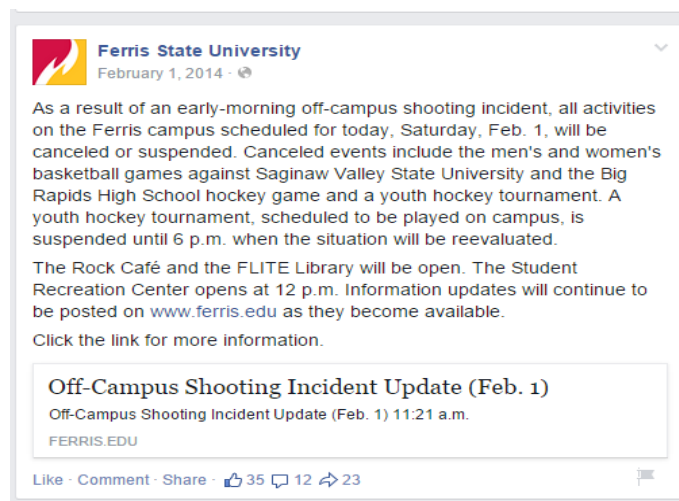 Ferris State University
February 1, 2014 ·
As a result of an early-morning off-campus shooting incident, all activities
on the Ferris campus scheduled for today, Saturday, Feb. 1, will be
canceled or suspended. Canceled events include the men's and women's
basketball games against Saginaw Valley State University and the Big
Rapids High School hockey game and a youth hockey tournament. A
youth hockey tournament, scheduled to be played on campus, is
suspended until 6 p.m. when the situation will be reevaluated.
The Rock Café and the FLITE Library will be open. The Student
Recreation Center opens at 12 p.m. Information updates will continue to
be posted on www.ferris.edu as they become available.
Click the link for more information.
Off-Campus Shooting Incident Update (Feb. 1)
Off-Campus Shooting Incident Update (Feb. 1) 11:21 a.m.
FERRIS.EDU
Like · Comment · Share · 35 12 23